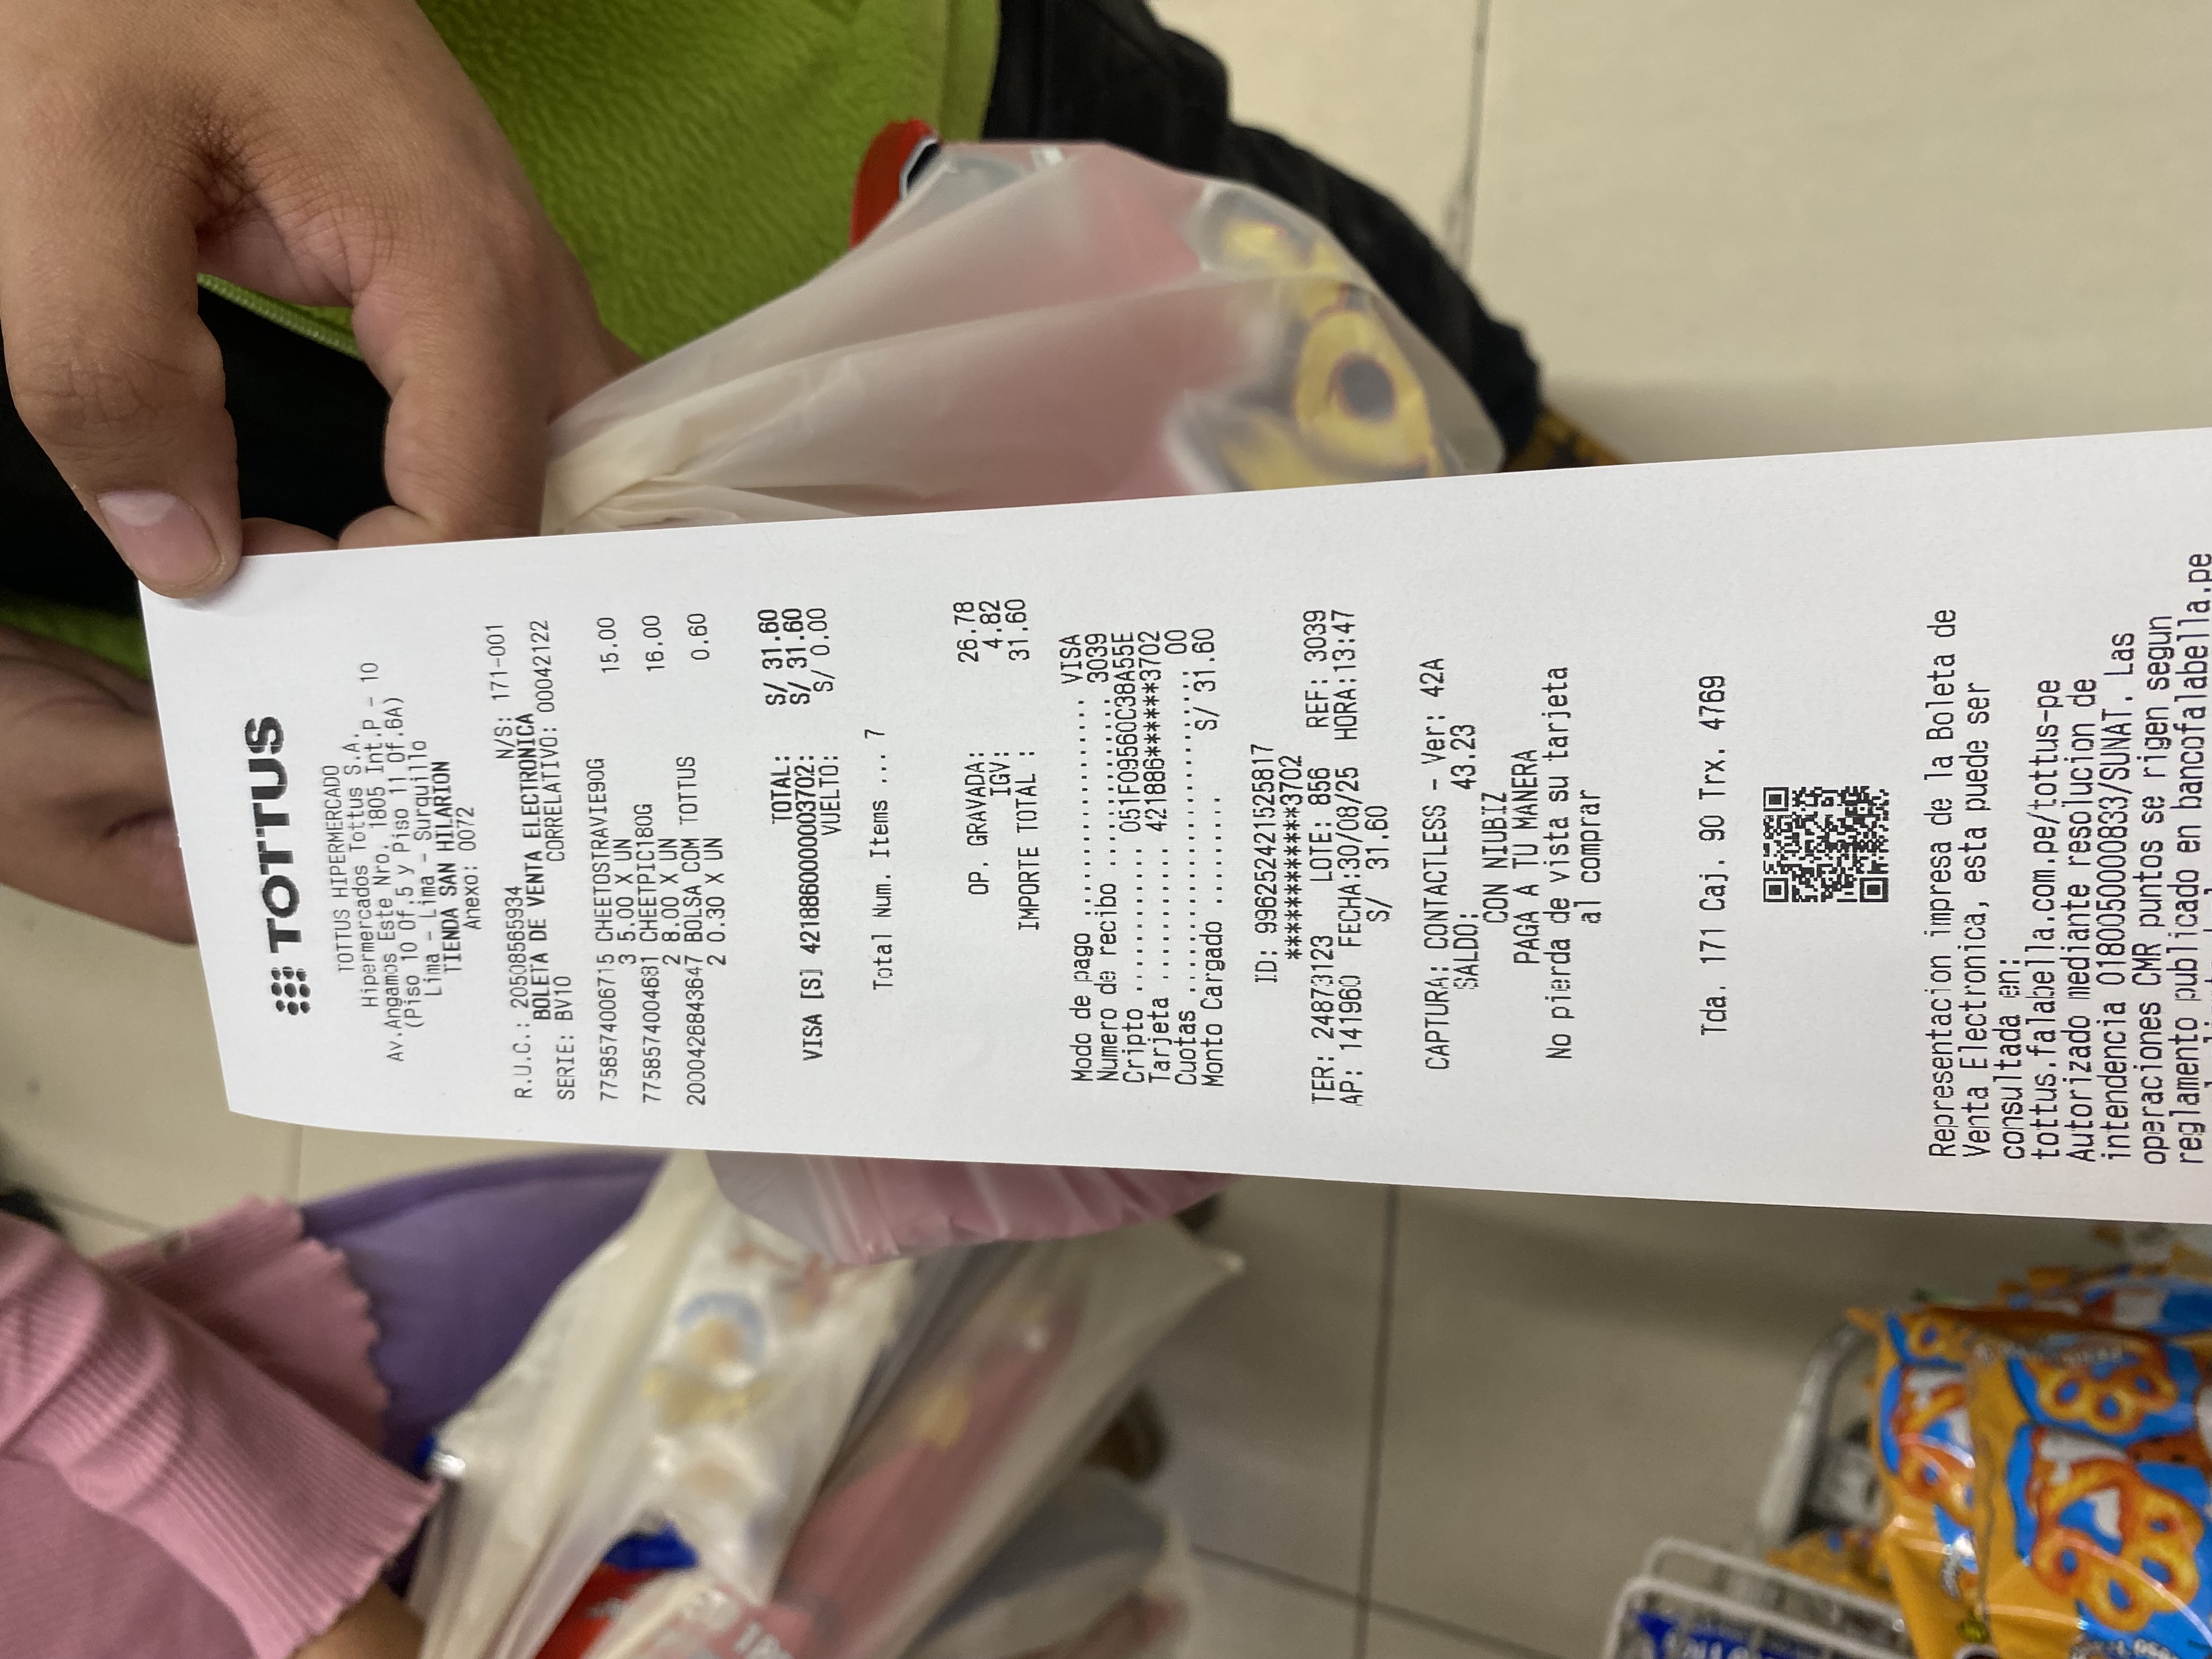 TOTTUS
TOTTUS HIPERMERCADO
Hipermercados Tottus S.A.
Av.Angamos Este Nro. 1805 Int.P - 10
(Piso 10 Of.5 y Piso 11 Of.6A)
Lima - Lima - Surquillo
TIENDA SAN HILARION
Anexo: 0072
R.U.C.: 20508565934 N/S: 171-001
BOLETA DE VENTA ELECTRONICA
SERIE: BV10 CORRELATIVO: 00042122
7758574006715 CHEETOSTRAVIE90G
3 5.00 X UN 15.00
7758574004681 CHEETPIC180G
2 8.00 X UN 16.00
2000426843647 BOLSA COM TOTTUS
2 0.30 X UN 0.60
TOTAL: S/ 31.60
VISA [S] 4218860000003702: S/ 31.60
VUELTO: S/ 0.00
Total Num. Items ... 7
OP. GRAVADA: 26.78
IGV: 4.82
IMPORTE TOTAL : 31.60
Modo de pago .................. VISA
Numero de recibo .............. 3039
Cripto ............ 051F09560C38A55E
Tarjeta ........... 421886******3702
Cuotas .......................... 00
Monto Cargado ......... S/ 31.60
ID: 996252421525817
************3702
TER: 24873123 LOTE: 856 REF: 3039
AP: 141960 FECHA:30/08/25 HORA:13:47
S/ 31.60
CAPTURA: CONTACTLESS - Ver: 42A
SALDO: 43.23
CON NIUBIZ
PAGA A TU MANERA
No pierda de vista su tarjeta
al comprar
Tda. 171 Caj. 90 Trx. 4769
Representacion impresa de la Boleta de
Venta Electronica, esta puede ser
consultada en:
tottus.falabella.com.pe/tottus-pe
Autorizado mediante resolucion de
intendencia 0180050000833/SUNAT. Las
operaciones CMR puntos se rigen segun
reglamento publicado en bancofalabella.pe